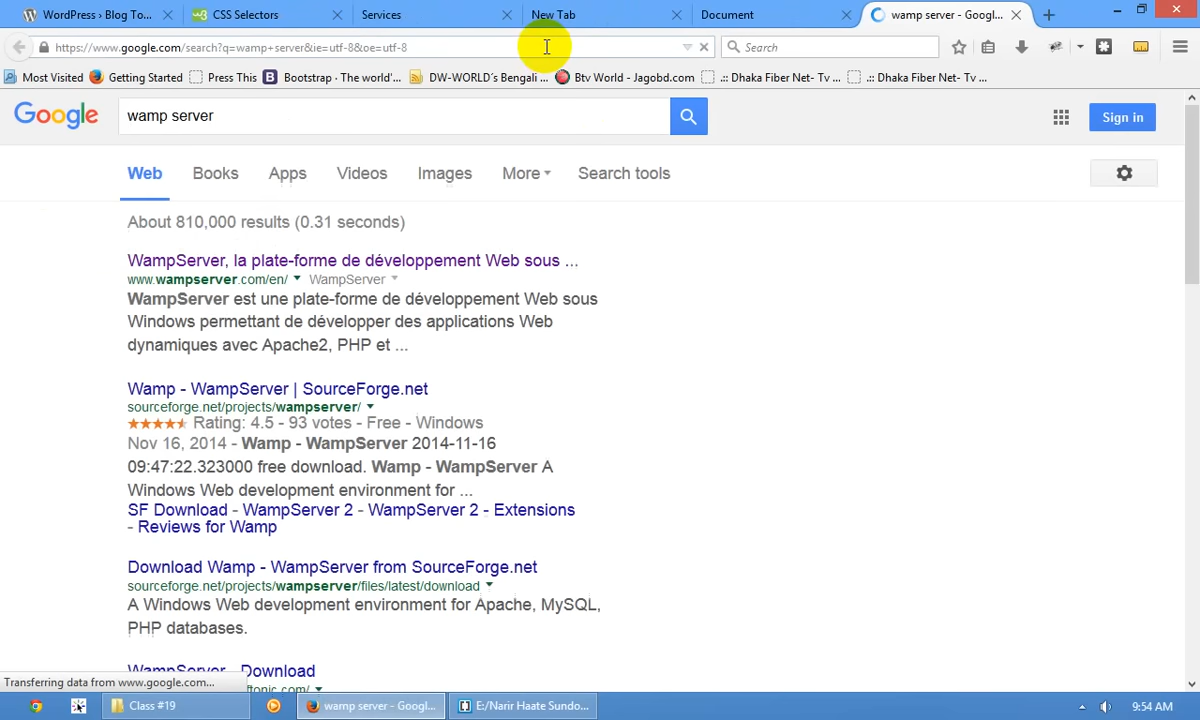 WordPress › Blog To...
CSS Selectors
Services
New Tab
Document
wamp server - Googl...
https://www.google.com/search?q=wamp+server&ie=utf-8&oe=utf-8
Search
Most Visited
Getting Started
Press This
Bootstrap · The world'...
DW-WORLD´s Bengali ...
Btv World - Jagobd.com
.:: Dhaka Fiber Net- Tv ...
.:: Dhaka Fiber Net- Tv ...
Google
wamp server
Sign in
Web
Books
Apps
Videos
Images
More
Search tools
About 810,000 results (0.31 seconds)
WampServer, la plate-forme de développement Web sous ...
www.wampserver.com/en/ WampServer
WampServer est une plate-forme de développement Web sous
Windows permettant de développer des applications Web
dynamiques avec Apache2, PHP et ...
Wamp - WampServer | SourceForge.net
sourceforge.net/projects/wampserver/
Rating: 4.5 - 93 votes - Free - Windows
Nov 16, 2014 - Wamp - WampServer 2014-11-16
09:47:22.323000 free download. Wamp - WampServer A
Windows Web development environment for ...
SF Download - WampServer 2 - WampServer 2 - Extensions
- Reviews for Wamp
Download Wamp - WampServer from SourceForge.net
sourceforge.net/projects/wampserver/files/latest/download
A Windows Web development environment for Apache, MySQL,
PHP databases.
WampServer - Download
Transferring data from www.google.com...
Class #19
wamp server - Googl...
E:/Narir Haate Sundo...
9:54 AM